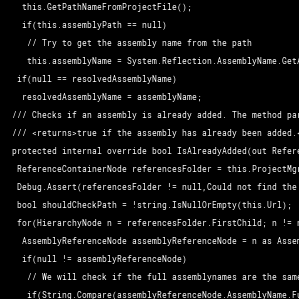 this.GetPathNameFromProjectFile();
if(this.assemblyPath == null)
// Try to get the assembly name from the path
this.assemblyName = System.Reflection.AssemblyName.GetA
if(null == resolvedAssemblyName)
resolvedAssemblyName = assemblyName;
/// Checks if an assembly is already added. The method par
/// <returns>true if the assembly has already been added.<
protected internal override bool IsAlreadyAdded(out Refere
ReferenceContainerNode referencesFolder = this.ProjectMgr
Debug.Assert(referencesFolder != null,Could not find the
bool shouldCheckPath = !string.IsNullOrEmpty(this.Url);
for(HierarchyNode n = referencesFolder.FirstChild; n != n
AssemblyReferenceNode assemblyReferenceNode = n as Assem
if(null != assemblyReferenceNode)
// We will check if the full assemblynames are the same
if(String.Compare(assemblyReferenceNode.AssemblyName.Fu